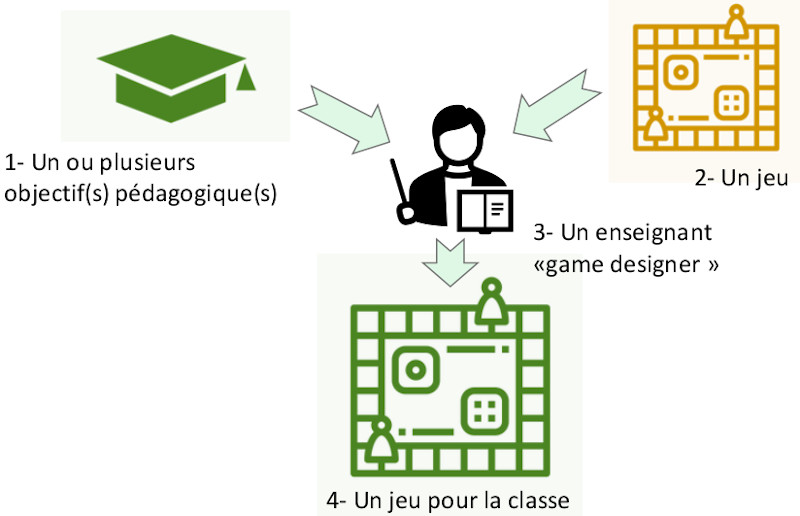 1- Un ou plusieurs
objectif(s) pédagogique(s)
2- Un jeu
3- Un enseignant
«game designer »
4- Un jeu pour la classe